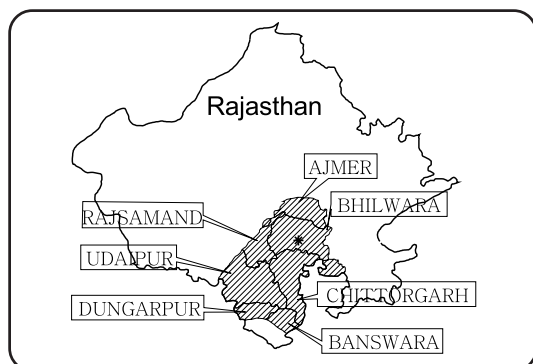 Rajasthan
AJMER
BHILWARA
RAJSAMAND
UDAIPUR
CHITTORGARH
DUNGARPUR
BANSWARA